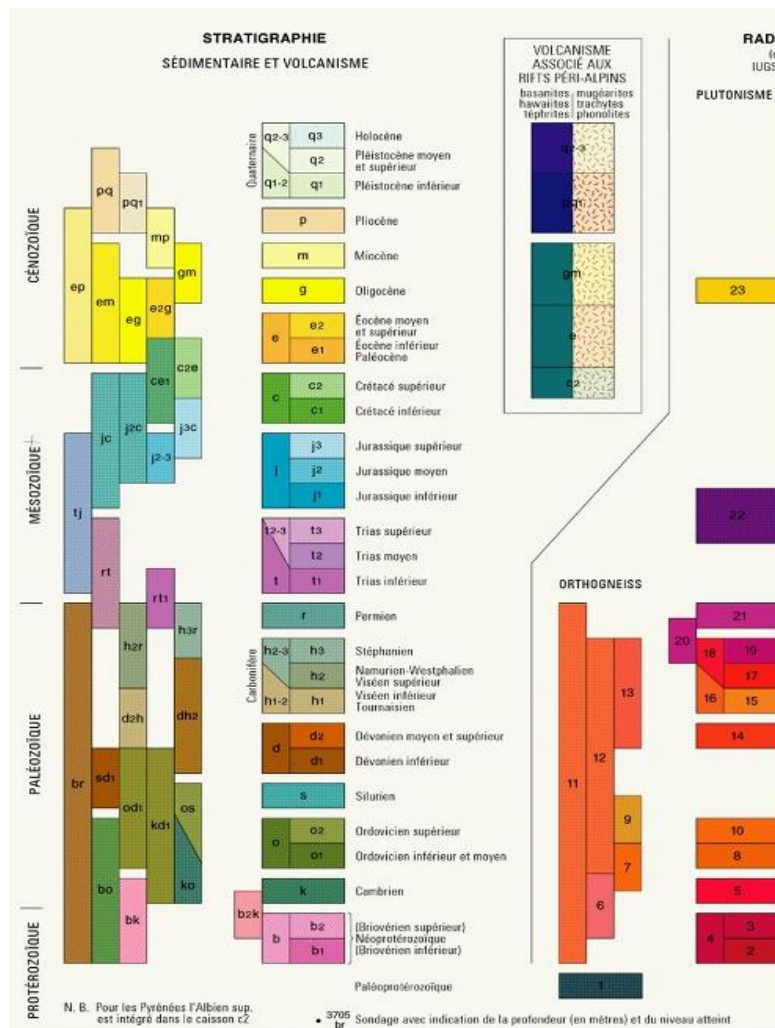 STRATIGRAPHIE
SÉDIMENTAIRE ET VOLCANISME
VOLCANISME
ASSOCIÉ AUX
RIFTS PÉRI-ALPINS
basanites mugéarites
hawaiites trachytes
téphrites phonolites
RAD
IUGS
PLUTONISME
CÉNOZOÏQUE
MÉSOZOÏQUE
PALÉOZOÏQUE
PROTÉROZOÏQUE
ep
pq
pq1
mp
em
eg
e2g
gm
ce1
c2e
jc
j2c
j2-3
j3c
tj
rt
rt1
h3r
br
h2r
d2h
dh2
sd1
od1
kd1
os
ko
bo
bk
Quaternaire
q2-3 q3 Holocène
q2 Pléistocène moyen
et supérieur
q1-2 q1 Pléistocène inférieur
p Pliocène
m Miocène
g Oligocène
e e2 Éocène moyen
et supérieur
e1 Éocène inférieur
Paléocène
c c2 Crétacé supérieur
c1 Crétacé inférieur
j j3 Jurassique supérieur
j2 Jurassique moyen
j1 Jurassique inférieur
t2-3 t3 Trias supérieur
t2 Trias moyen
t t1 Trias inférieur
r Permien
Carbonifère
h2-3 h3 Stéphanien
h2 Namurien-Westphalien
Viséen supérieur
h1-2 h1 Viséen inférieur
Tournaisien
d d2 Dévonien moyen et supérieur
d1 Dévonien inférieur
s Silurien
o o2 Ordovicien supérieur
o1 Ordovicien inférieur et moyen
k Cambrien
b2k
b b2 (Briovérien supérieur)
Néoprotérozoïque
b1 (Briovérien inférieur)
Paléoprotérozoïque 1
pq1
gm
e
c2
ORTHOGNEISS
11
12
13
9
7
6
23
22
21
20
18 19
17
16 15
14
10
8
5
4 3
2
N. B. Pour les Pyrénées l'Albien sup.
est intégré dans le caisson c2
• 3705
br
Sondage avec indication de la profondeur (en mètres) et du niveau atteint